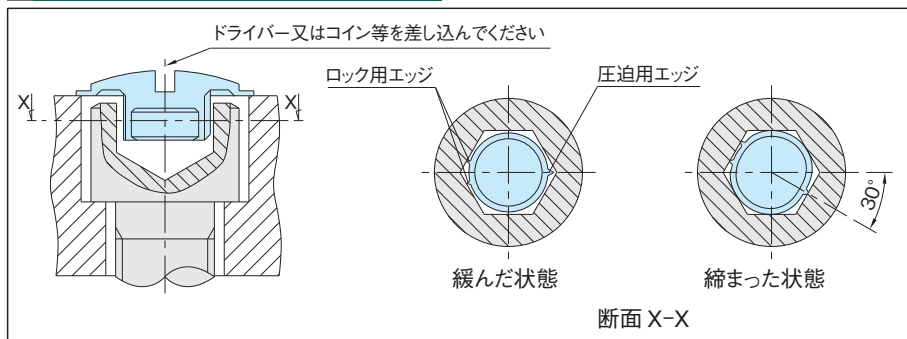 ドライバー又はコイン等を差し込んでください
ロック用エッジ
圧迫用エッジ
X
X
30°
緩んだ状態
締まった状態
断面 X-X